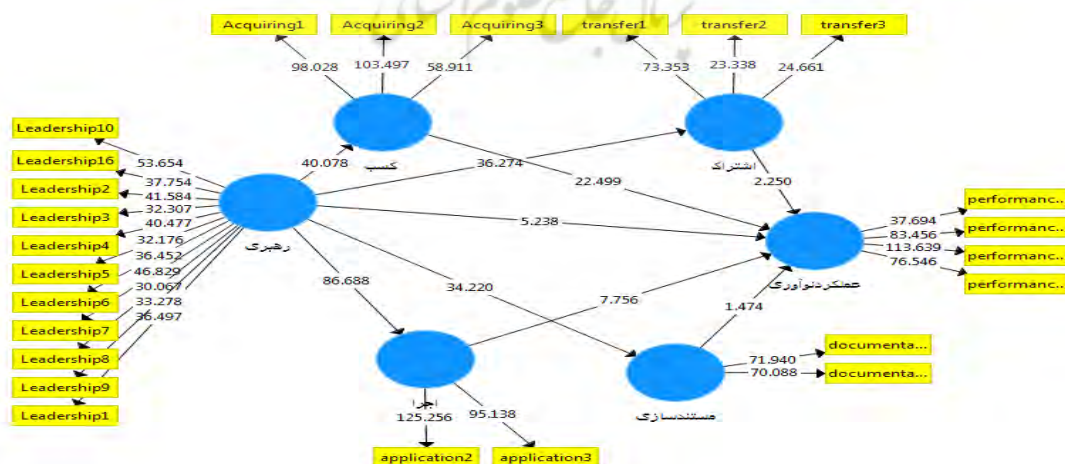 Acquiring1 Acquiring2 Acquiring3 transfer1 transfer2 transfer3
98.028 103.497 58.911 73.353 23.338 24.661
Leadership10
Leadership16
Leadership2
Leadership3
Leadership4
Leadership5
Leadership6
Leadership7
Leadership8
Leadership9
Leadership1
53.654
37.754
41.584
32.307
40.477
32.176
36.452
46.829
30.067
33.278
36.497
رهبری
40.078
کسب
36.274
اشتراک
22.499
2.250
5.238
86.688
34.220
7.756
1.474
عملکردنوآوری
37.694
83.456
113.639
76.546
performanc...
performanc...
performanc...
performanc...
اجرا
125.256 95.138
application2 application3
مستندسازی
71.940
70.088
documenta...
documenta...